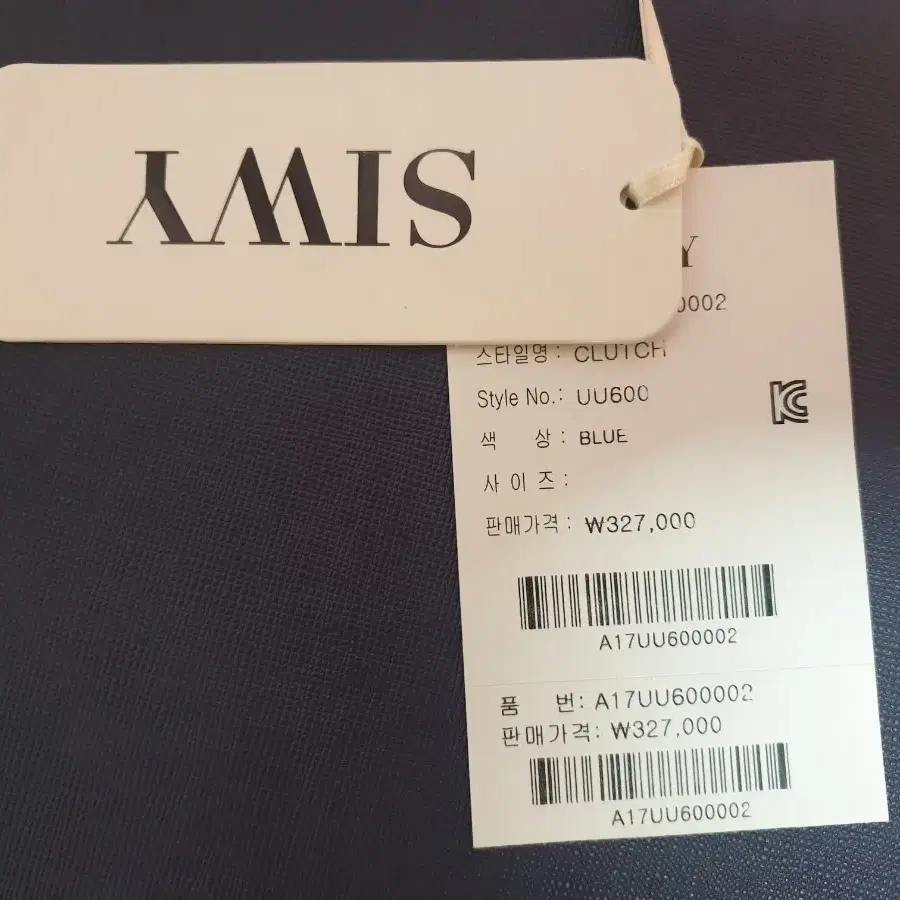 SIWY
Y
0002
스타일명 : CLUTCH
Style No.: UU600
색 상 : BLUE
사 이 즈 :
판매가격 : ₩327,000
A17UU600002
품 번: A17UU600002
판매가격: ₩327,000
A17UU600002